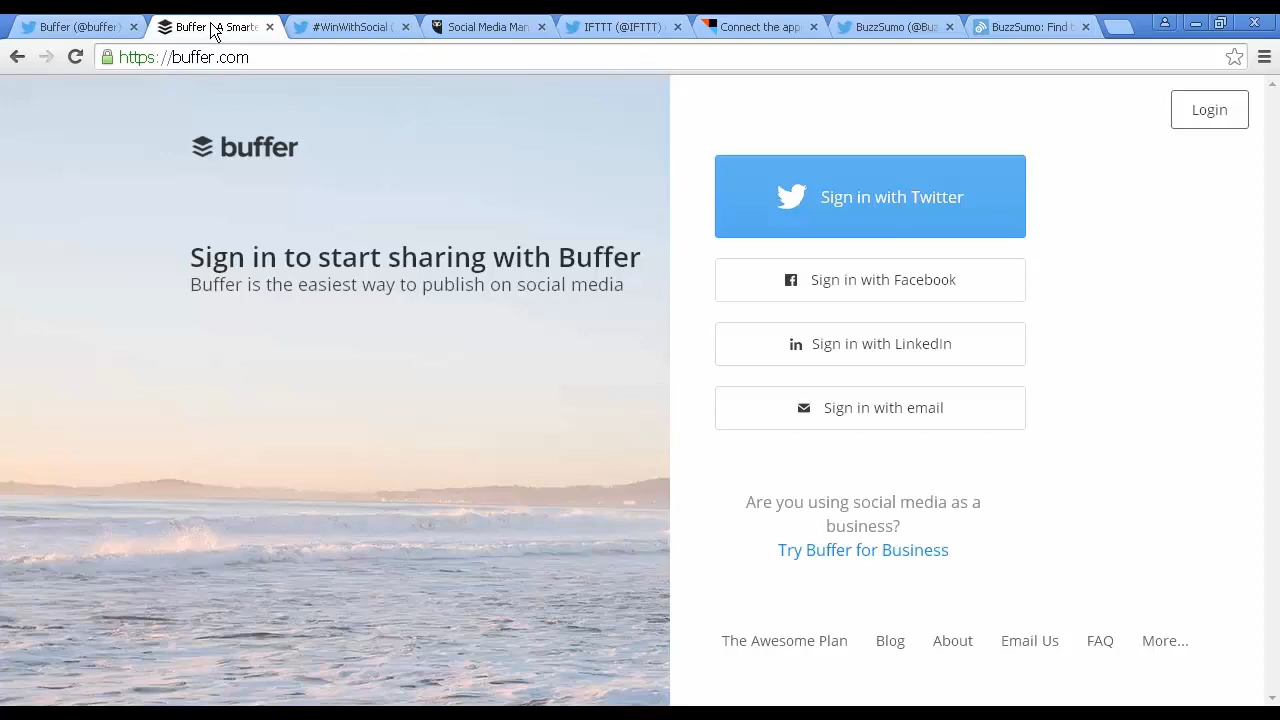 Buffer (@buffer)
Buffer - A Smarte
#WinWithSocial (
Social Media Man
IFTTT (@IFTTT)
Connect the app
BuzzSumo (@Buz
BuzzSumo: Find t
https://buffer.com
Login
buffer
Sign in with Twitter
Sign in to start sharing with Buffer
Buffer is the easiest way to publish on social media
Sign in with Facebook
Sign in with LinkedIn
Sign in with email
Are you using social media as a
business?
Try Buffer for Business
The Awesome Plan Blog About Email Us FAQ More...